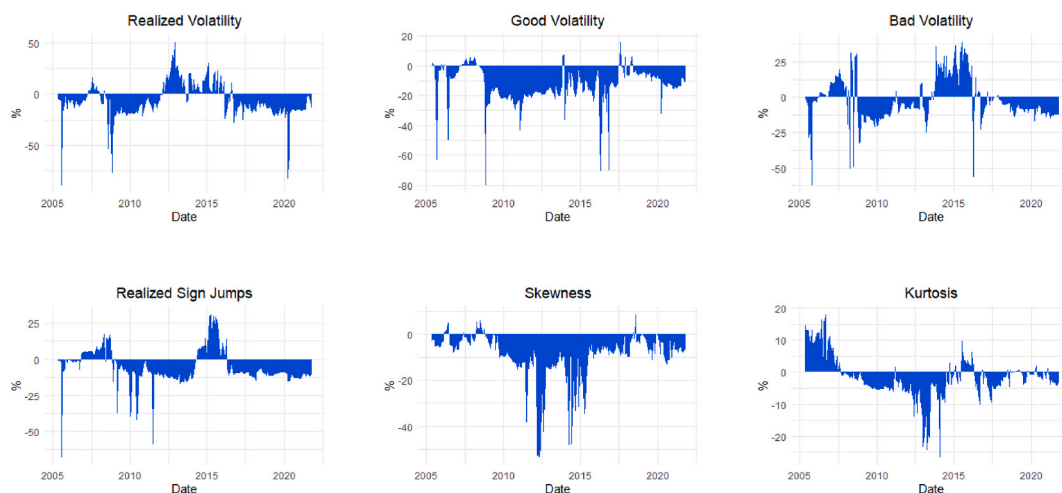 Realized Volatility
50
0
-50
%
2005 2010 2015 2020
Date
Good Volatility
20
0
-20
-40
-60
-80
%
2005 2010 2015 2020
Date
Bad Volatility
25
0
-25
-50
%
2005 2010 2015 2020
Date
Realized Sign Jumps
25
0
-25
-50
%
2005 2010 2015 2020
Date
Skewness
0
-20
-40
%
2005 2010 2015 2020
Date
Kurtosis
20
10
0
-10
-20
%
2005 2010 2015 2020
Date